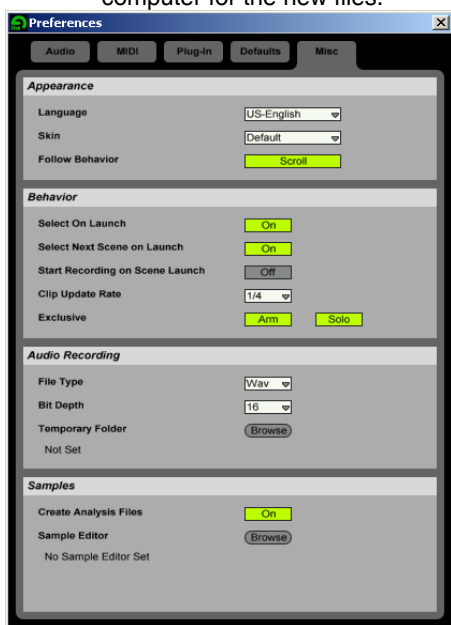 computer for the new files.
Preferences
Audio MIDI Plug-In Defaults Misc
Appearance
Language US-English
Skin Default
Follow Behavior Scroll
Behavior
Select On Launch On
Select Next Scene on Launch On
Start Recording on Scene Launch Off
Clip Update Rate 1/4
Exclusive Arm Solo
Audio Recording
File Type Wav
Bit Depth 16
Temporary Folder Browse
Not Set
Samples
Create Analysis Files On
Sample Editor Browse
No Sample Editor Set